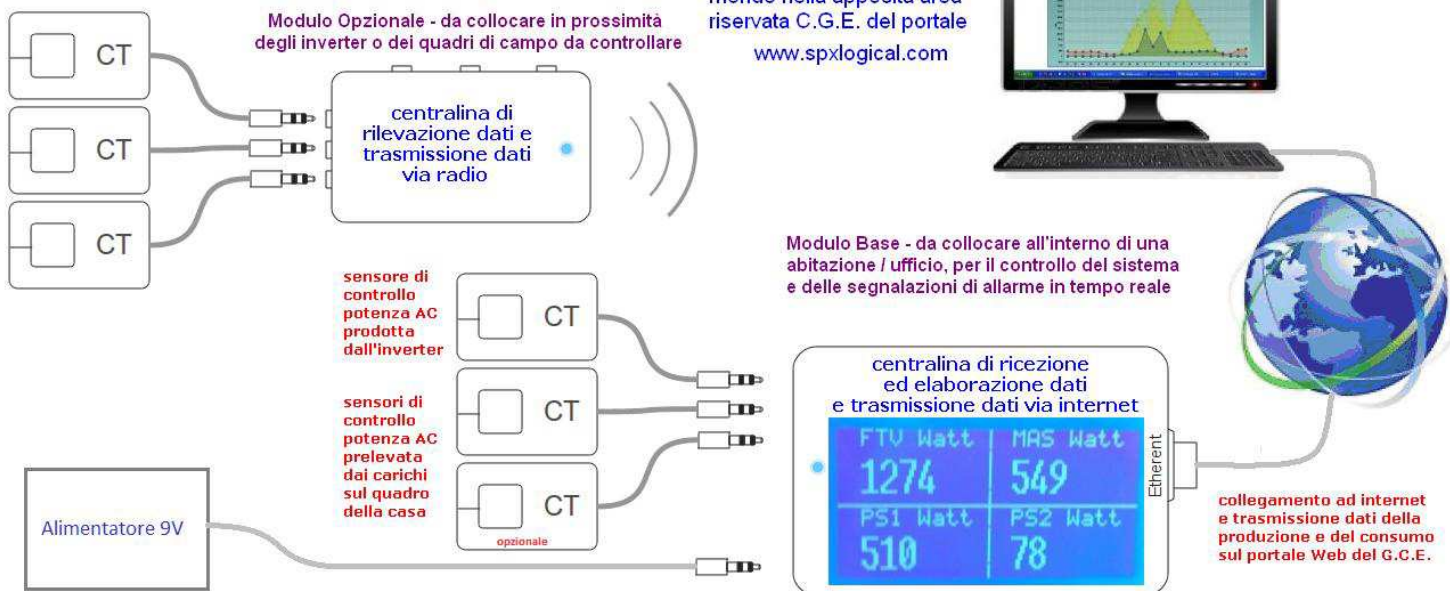 riservata C.G.E. del portale
www.spxlogical.com
Modulo Opzionale - da collocare in prossimità
degli inverter o dei quadri di campo da controllare
CT
CT
CT
centralina di
rilevazione dati e
trasmissione dati
via radio
Modulo Base - da collocare all'interno di una
abitazione / ufficio, per il controllo del sistema
e delle segnalazioni di allarme in tempo reale
sensore di
controllo
potenza AC
prodotta
dall'inverter
CT
sensori di
controllo
potenza AC
prelevata
dai carichi
sul quadro
della casa
CT
CT
opzionale
Alimentatore 9V
centralina di ricezione
ed elaborazione dati
e trasmissione dati via internet
FTV Watt
1274
MAS Watt
549
PS1 Watt
510
PS2 Watt
78
Etherent
collegamento ad internet
e trasmissione dati della
produzione e del consumo
sul portale Web del G.C.E.